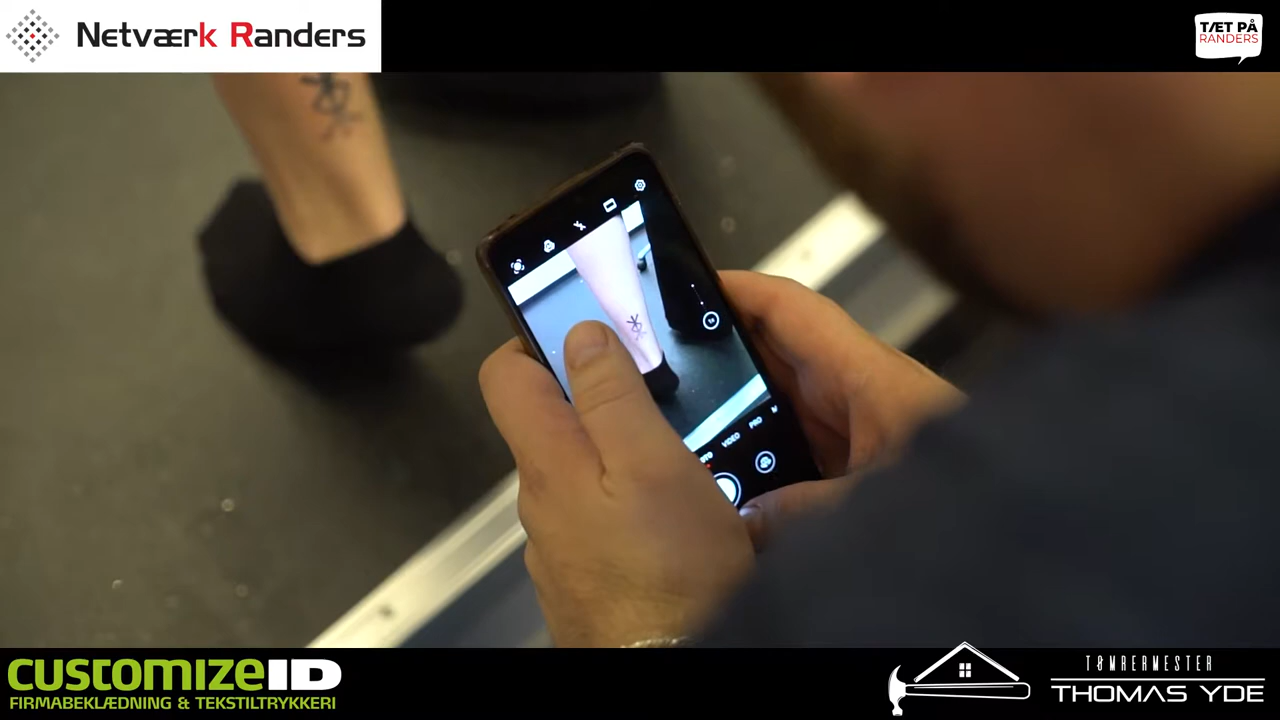 Netværk Randers
TÆT PÅ
RANDERS
VIDEO
PRO
customizeID
FIRMABEKLÆDNING & TEKSTILTRYKKERI
TØMRERMESTER
THOMAS YDE